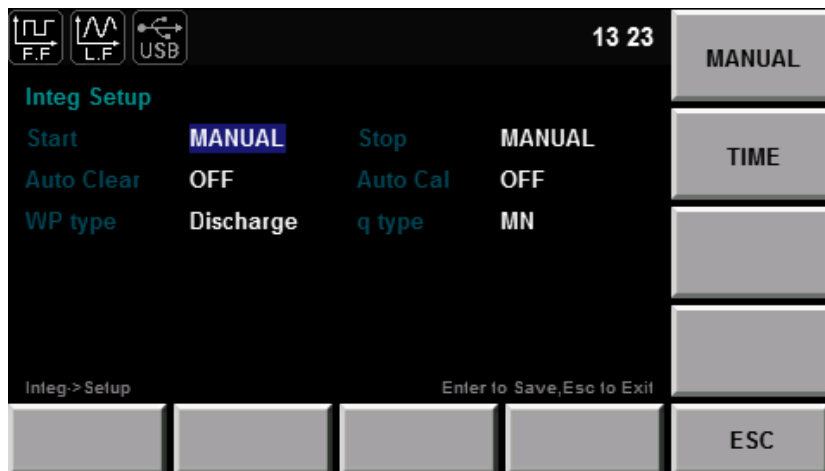 F.F L.F USB 13 23
MANUAL
Integ Setup
Start MANUAL Stop MANUAL
TIME
Auto Clear OFF Auto Cal OFF
WP type Discharge q type MN
Integ->Setup Enter to Save,Esc to Exit
ESC